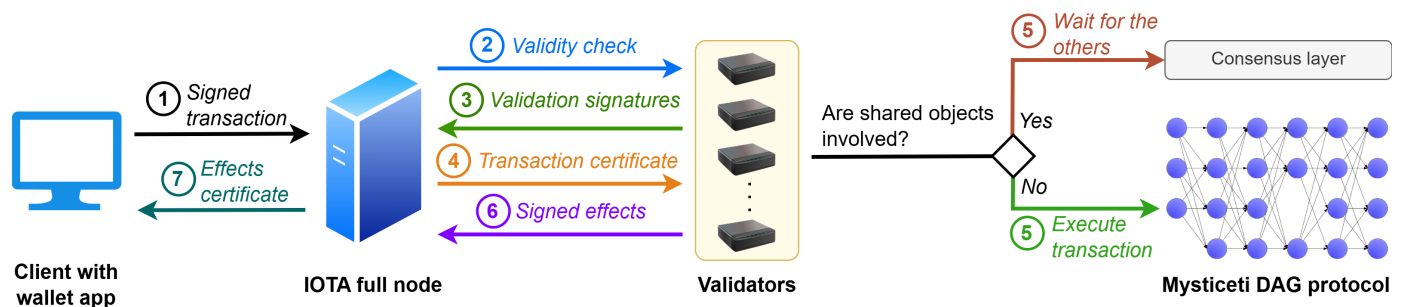 1 Signed
transaction
7 Effects
certificate
Client with
wallet app
IOTA full node
2 Validity check
3 Validation signatures
4 Transaction certificate
6 Signed effects
Validators
Are shared objects
involved?
Yes
No
5 Wait for the
others
Consensus layer
5 Execute
transaction
Mysticeti DAG protocol